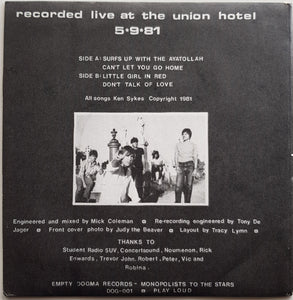 recorded live at the union hotel
5•9•81
SIDE A: SURFS UP WITH THE AYATOLLAH
CAN'T LET YOU GO HOME
SIDE B: LITTLE GIRL IN RED
DON'T TALK OF LOVE
All songs Ken Sykes Copyright 1981
Engineered and mixed by Mick Coleman Re-recording engineered by Tony De
Jager Front cover photo by Judy the Beaver Layout by Tracy Lymn
THANKS TO
Student Radio 5UV, Concertsound, Noumenon, Rick
Edwards, Trevor John, Robert, Peter, Vic and
Robina.
EMPTY DOGMA RECORDS - MONOPOLISTS TO THE STARS
DOG-001 PLAY LOUD